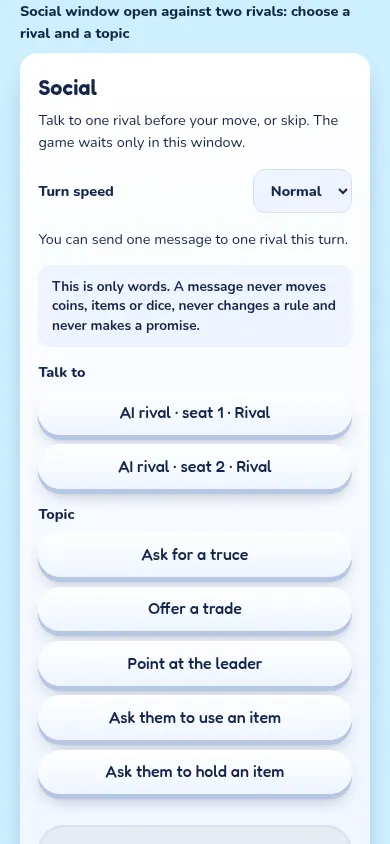 Social window open against two rivals: choose a
rival and a topic
Social
Talk to one rival before your move, or skip. The
game waits only in this window.
Turn speed
Normal
You can send one message to one rival this turn.
This is only words. A message never moves
coins, items or dice, never changes a rule and
never makes a promise.
Talk to
AI rival · seat 1 · Rival
AI rival · seat 2 · Rival
Topic
Ask for a truce
Offer a trade
Point at the leader
Ask them to use an item
Ask them to hold an item